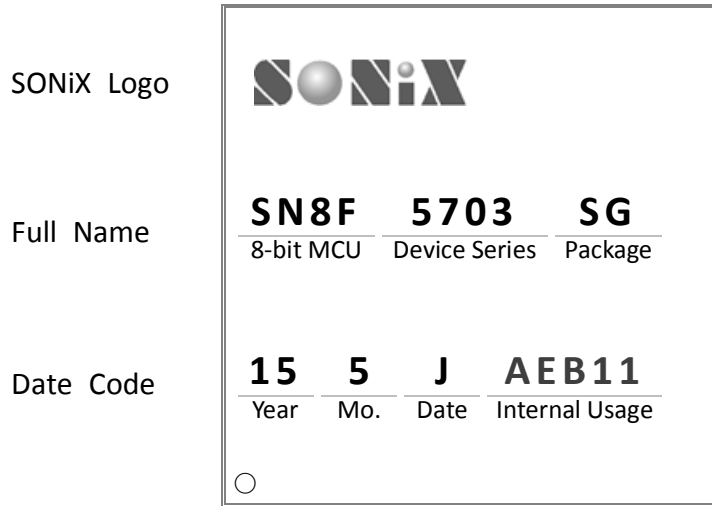 SONiX Logo
SONiX
Full Name
SN8F 5703 SG
8-bit MCU Device Series Package
Date Code
15 5 J AEB11
Year Mo. Date Internal Usage